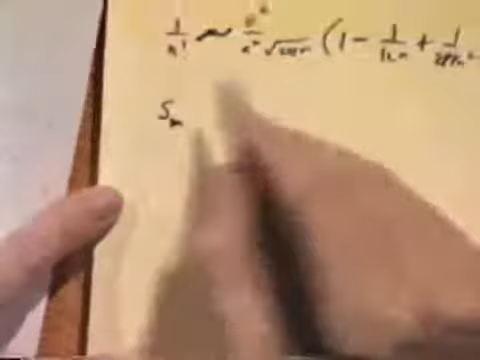 1/n! ~ e^n/n^n √2πn (1 - 1/12n + 1/288n²
S_n